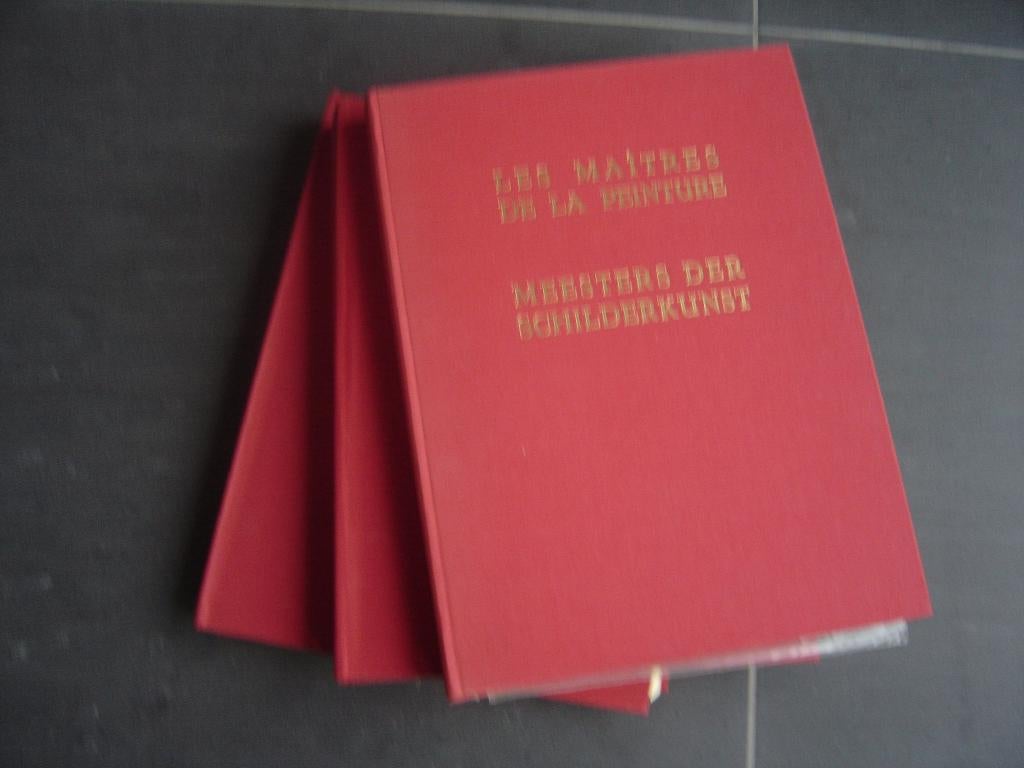 LES MAÎTRES
DE LA PEINTURE
MEESTERS DER
SCHILDERKUNST